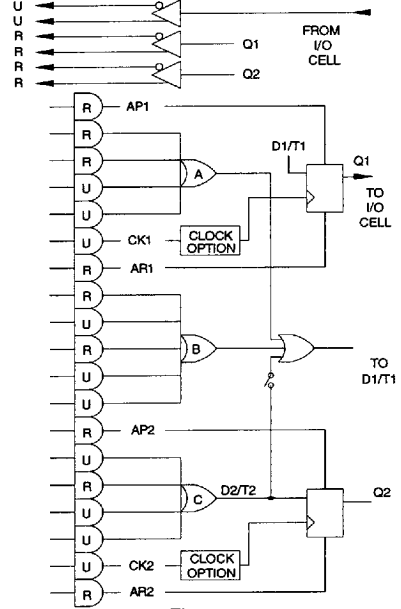 U
U
FROM
I/O
CELL
R
R
Q1
R
R
Q2
R
AP1
R
D1/T1
Q1
R
A
U
TO
I/O
CELL
U
U
CK1
CLOCK
OPTION
R
AR1
R
U
R
B
TO
D1/T1
U
U
R
AP2
U
R
C
D2/T2
Q2
U
U
U
CK2
CLOCK
OPTION
R
AR2